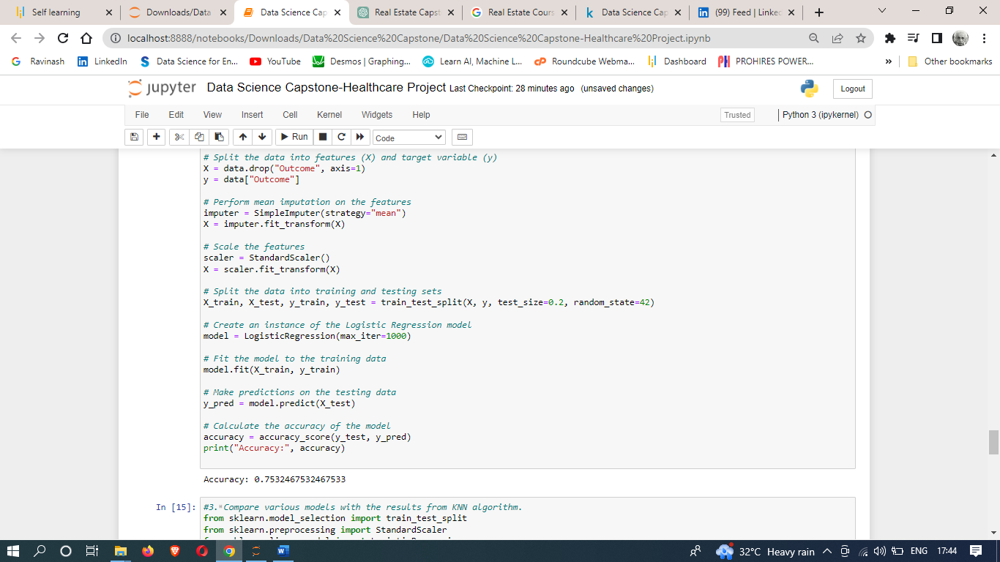 Self learning
Downloads/Data
Data Science Cap
Real Estate Capst
Real Estate Cours
Data Science Cap
(99) Feed | Linked
localhost:8888/notebooks/Downloads/Data%20Science%20Capstone/Data%20Science%20Capstone-Healthcare%20Project.ipynb
Ravinash
LinkedIn
Data Science for En...
YouTube
Desmos | Graphing...
Learn AI, Machine L...
Roundcube Webma...
Dashboard
PROHIRES POWER...
»
Other bookmarks
jupyter Data Science Capstone-Healthcare Project Last Checkpoint: 28 minutes ago (unsaved changes)
Logout
File Edit View Insert Cell Kernel Widgets Help
Trusted
Python 3 (ipykernel)
Run
Code
# Split the data into features (X) and target variable (y)
X = data.drop("Outcome", axis=1)
y = data["Outcome"]
# Perform mean imputation on the features
imputer = SimpleImputer(strategy="mean")
X = imputer.fit_transform(X)
# Scale the features
scaler = StandardScaler()
X = scaler.fit_transform(X)
# Split the data into training and testing sets
X_train, X_test, y_train, y_test = train_test_split(X, y, test_size=0.2, random_state=42)
# Create an instance of the Logistic Regression model
model = LogisticRegression(max_iter=1000)
# Fit the model to the training data
model.fit(X_train, y_train)
# Make predictions on the testing data
y_pred = model.predict(X_test)
# Calculate the accuracy of the model
accuracy = accuracy_score(y_test, y_pred)
print("Accuracy:", accuracy)
Accuracy: 0.7532467532467533
In [15]: #3. Compare various models with the results from KNN algorithm.
from sklearn.model_selection import train_test_split
from sklearn.preprocessing import StandardScaler
32°C Heavy rain
ENG
17:44